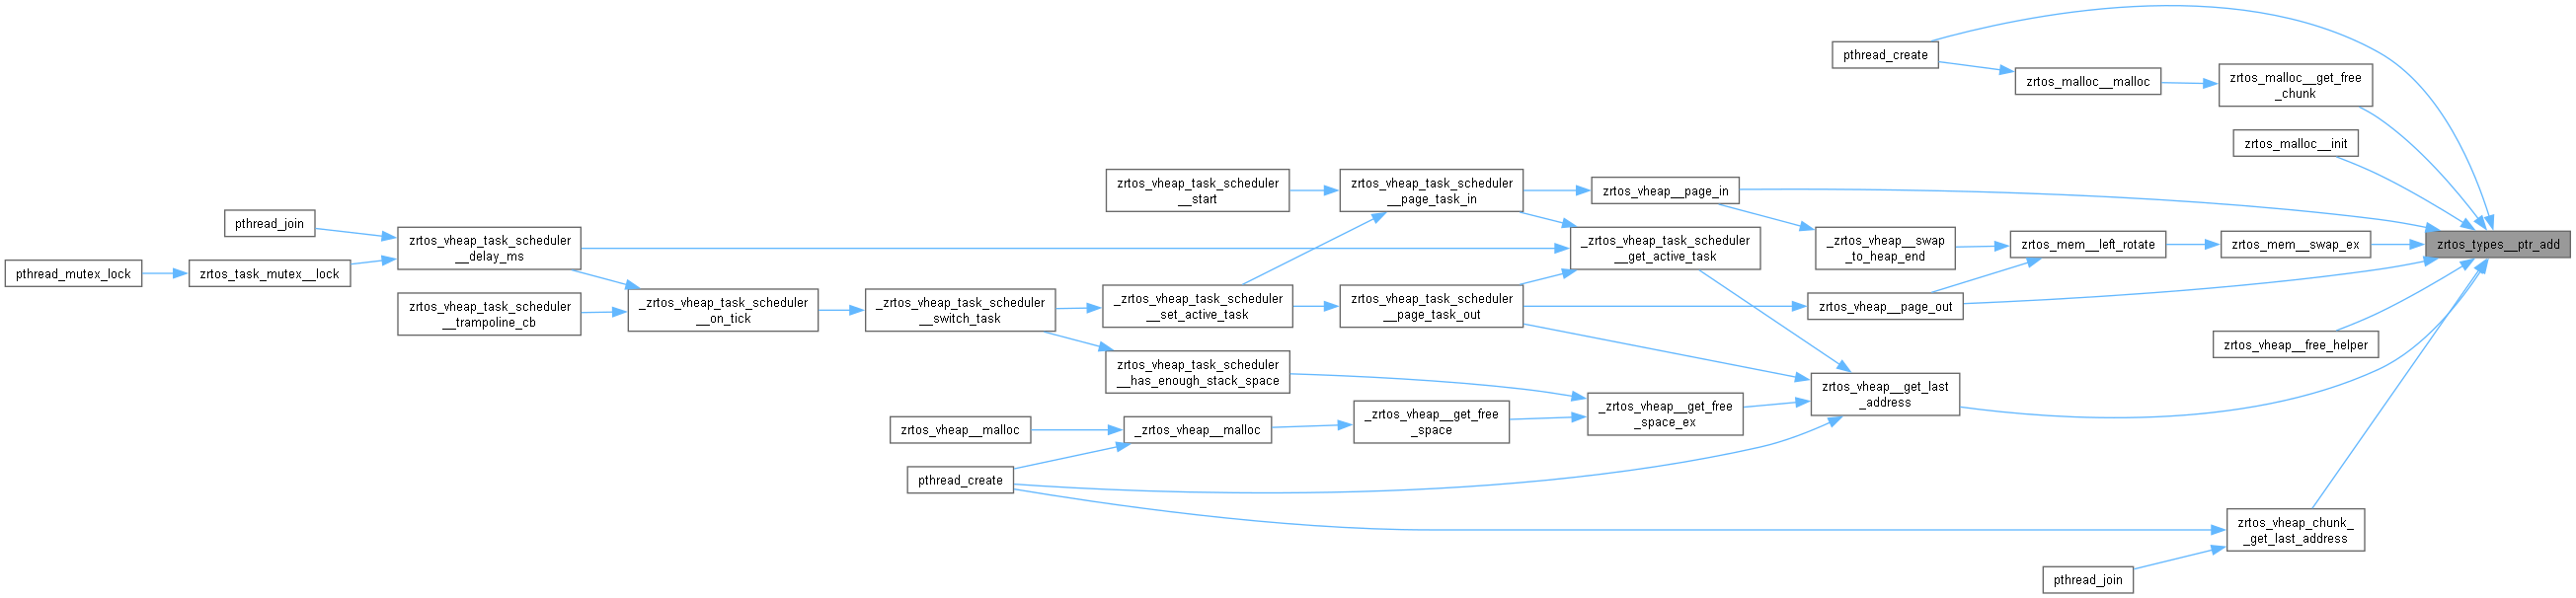 pthread_create
zrtos_malloc__malloc
zrtos_malloc__get_free
_chunk
zrtos_malloc__init
zrtos_vheap_task_scheduler
__start
zrtos_vheap_task_scheduler
__page_task_in
zrtos_vheap__page_in
pthread_join
zrtos_vheap_task_scheduler
__delay_ms
_zrtos_vheap_task_scheduler
__get_active_task
_zrtos_vheap__swap
_to_heap_end
zrtos_mem__left_rotate
zrtos_mem__swap_ex
zrtos_types__ptr_add
pthread_mutex_lock
zrtos_task_mutex__lock
zrtos_vheap_task_scheduler
__trampoline_cb
_zrtos_vheap_task_scheduler
__on_tick
_zrtos_vheap_task_scheduler
__switch_task
_zrtos_vheap_task_scheduler
__set_active_task
zrtos_vheap_task_scheduler
__page_task_out
zrtos_vheap__page_out
zrtos_vheap__free_helper
zrtos_vheap_task_scheduler
__has_enough_stack_space
zrtos_vheap__get_last
_address
zrtos_vheap__malloc
_zrtos_vheap__malloc
_zrtos_vheap__get_free
_space
_zrtos_vheap__get_free
_space_ex
pthread_create
zrtos_vheap_chunk_
_get_last_address
pthread_join